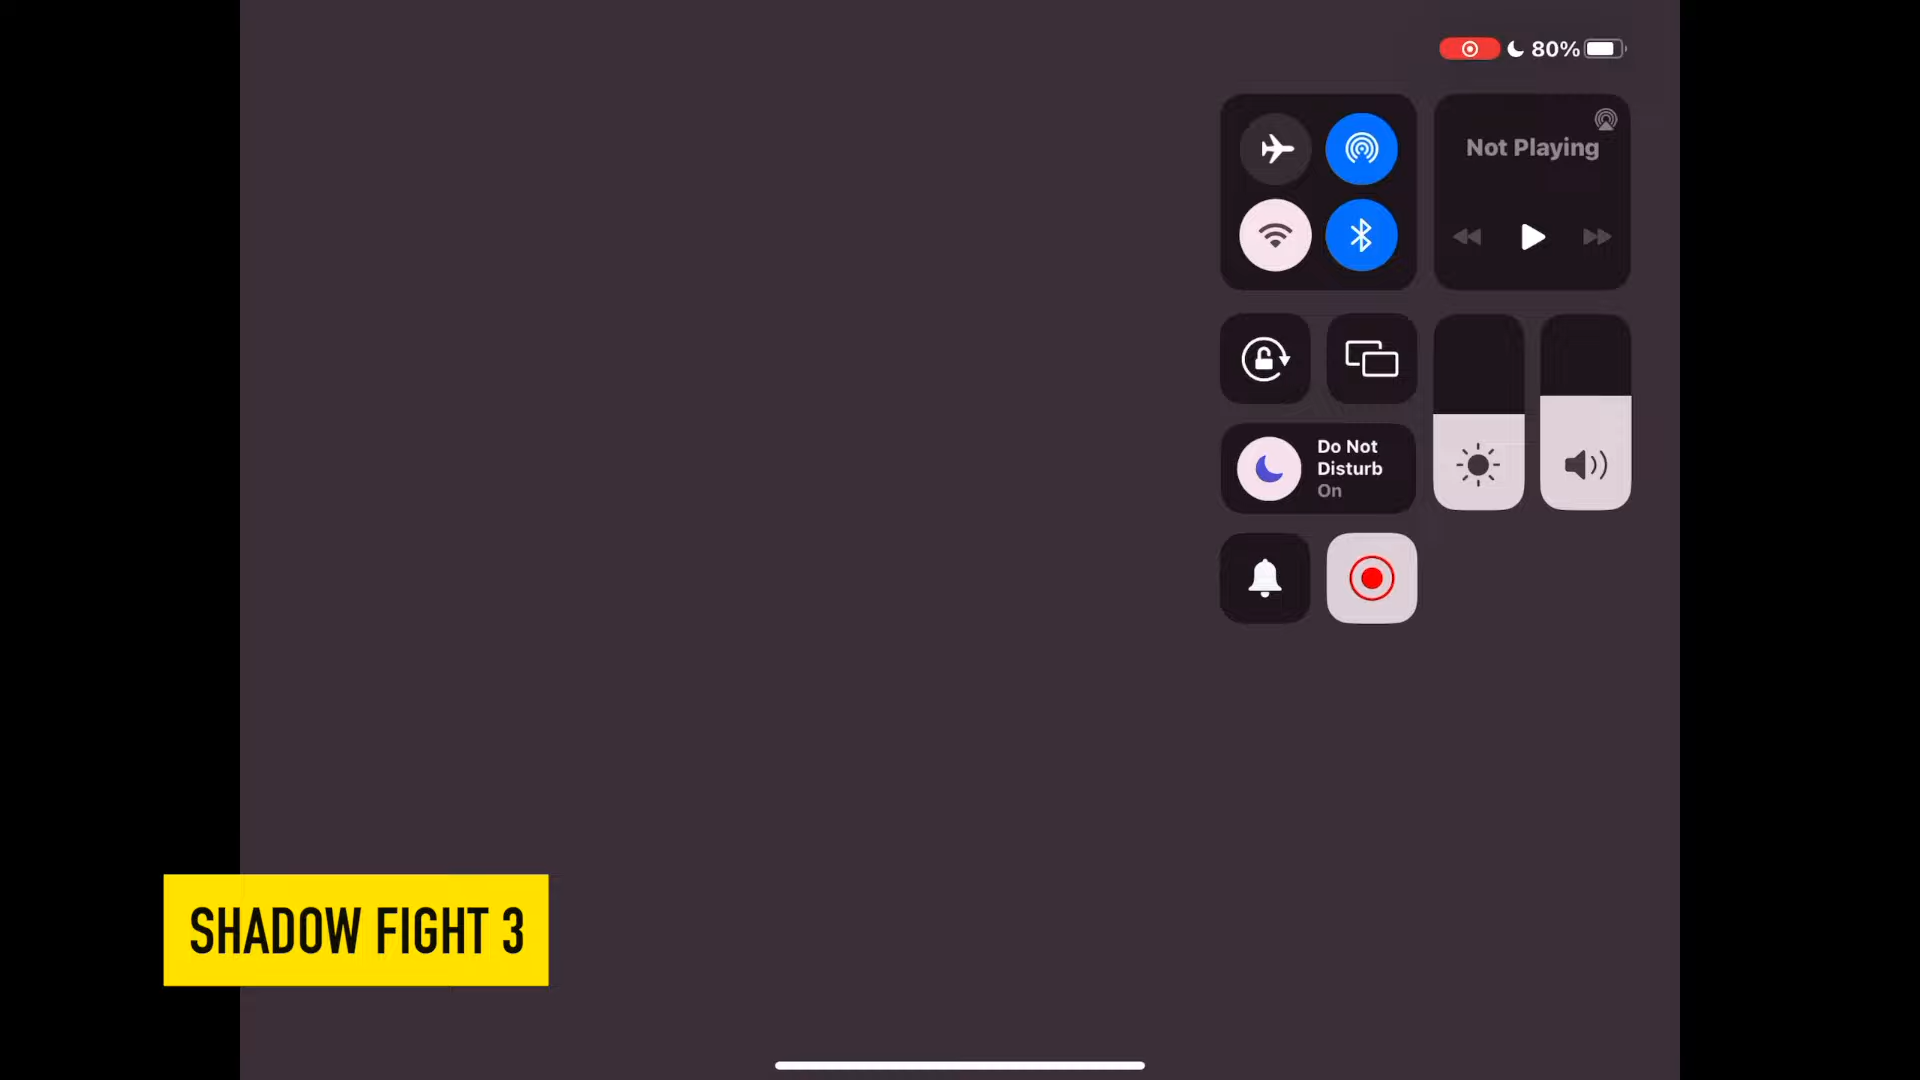 80%
Not Playing
Do Not
Disturb
On
SHADOW FIGHT 3